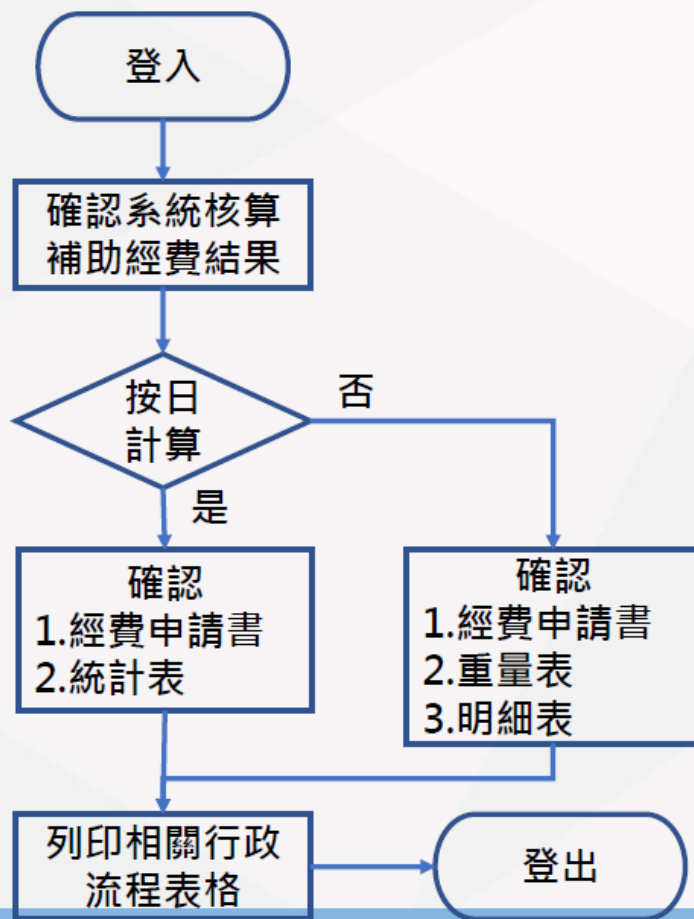 登入
確認系統核算
補助經費結果
按日
計算
否
是
確認
1.經費申請書
2.統計表
確認
1.經費申請書
2.重量表
3.明細表
列印相關行政
流程表格
登出